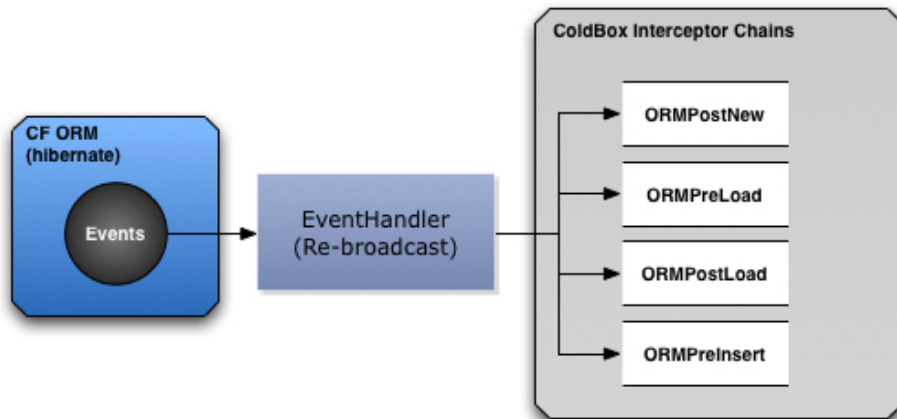 ColdBox Interceptor Chains
CF ORM
(hibernate)
Events
EventHandler
(Re-broadcast)
ORMPostNew
ORMPreLoad
ORMPostLoad
ORMPreInsert